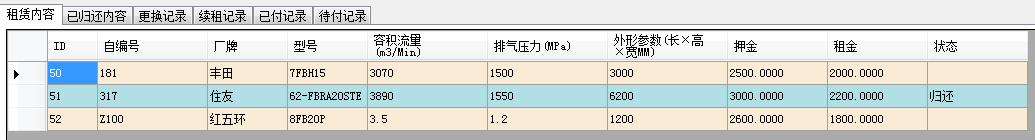 租赁内容 已归还内容 更换记录 续租记录 已付记录 待付记录
ID 自编号 厂牌 型号 容积流量(m3/Min) 排气压力(MPa) 外形参数(长×高×宽MM) 押金 租金 状态
50 181 丰田 7FBH15 3070 1500 3000 2500.0000 2000.0000
51 317 住友 62-FBRA20STE 3890 1550 6200 3000.0000 2200.0000 归还
52 Z100 红五环 8FB20P 3.5 1.2 1200 2600.0000 1800.0000